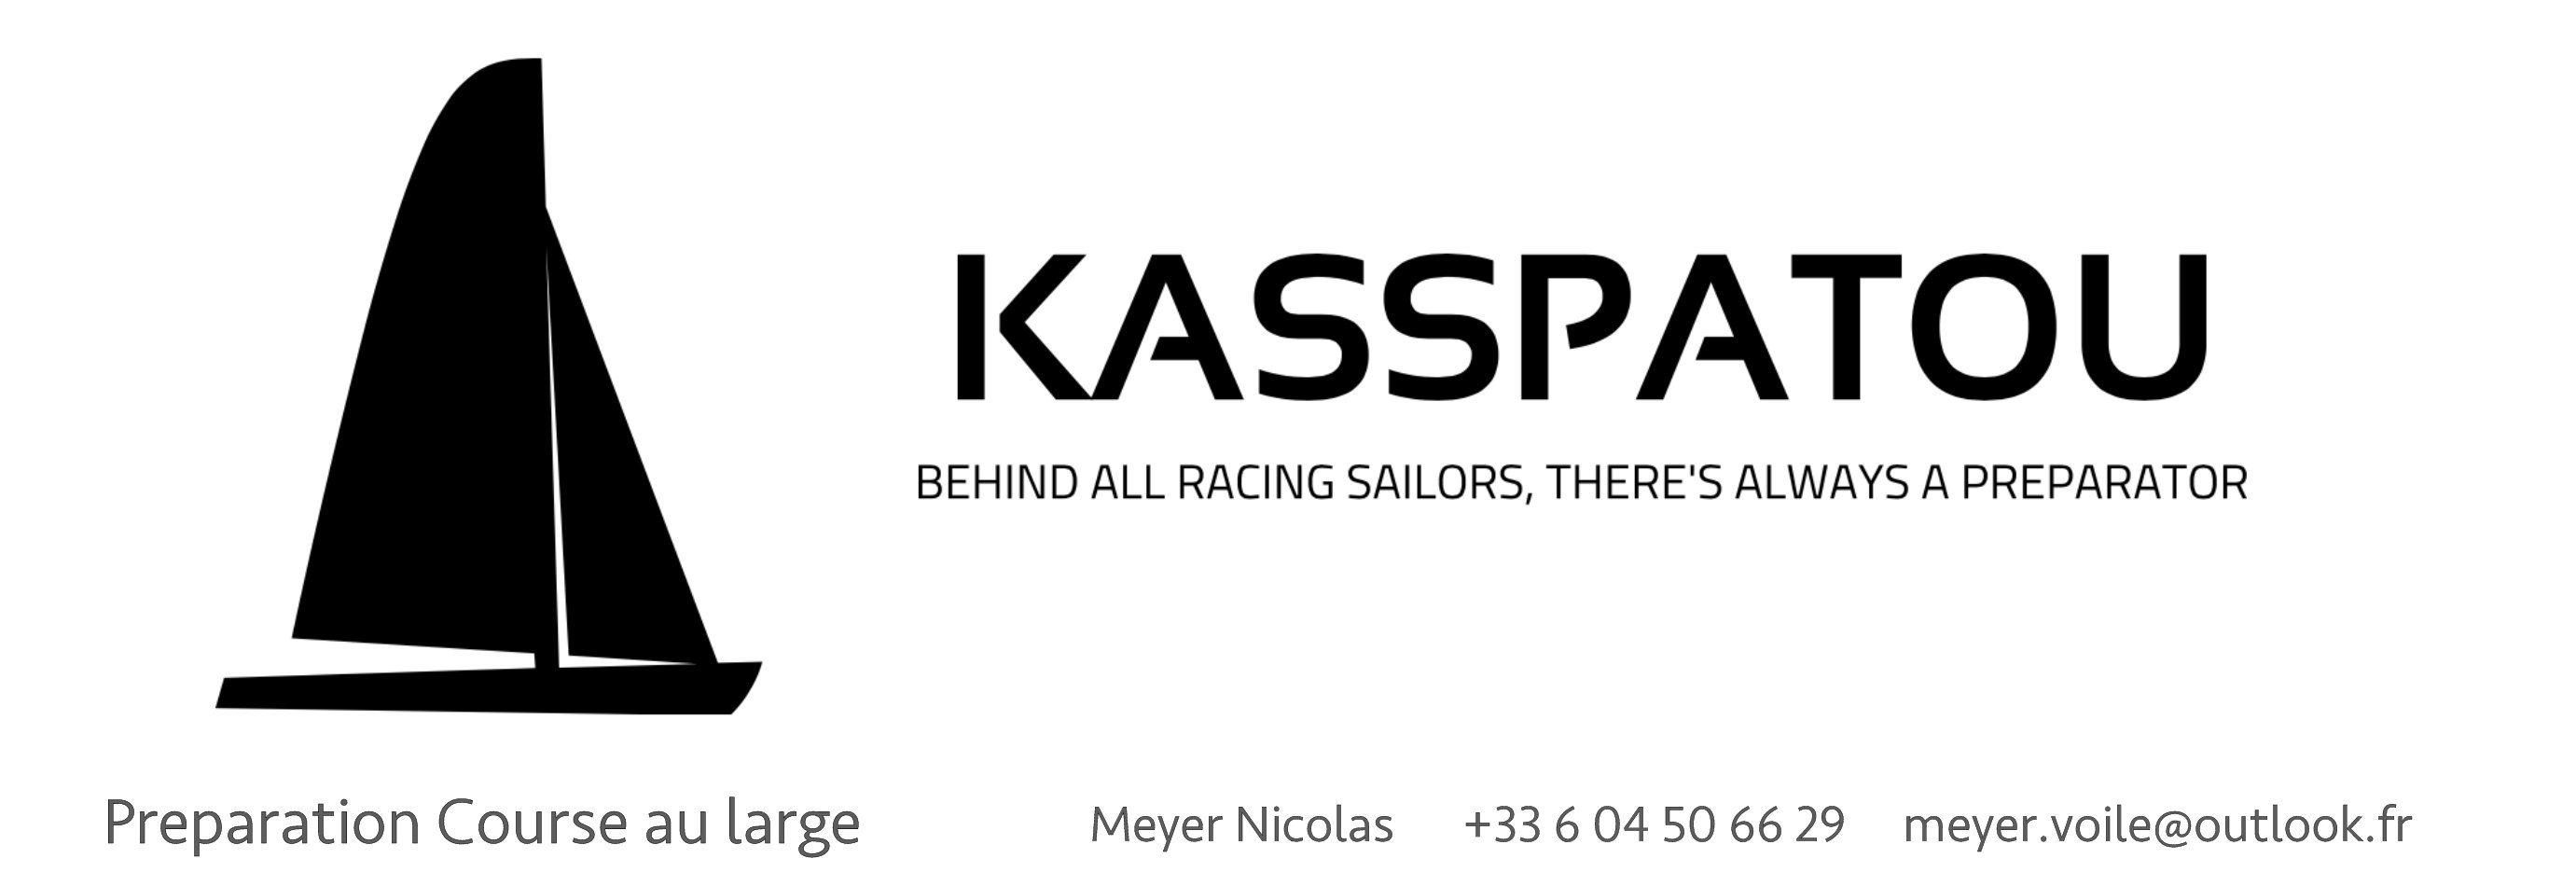 KASSPATOU
BEHIND ALL RACING SAILORS, THERE'S ALWAYS A PREPARATOR
Preparation Course au large
Meyer Nicolas +33 6 04 50 66 29 meyer.voile@outlook.fr